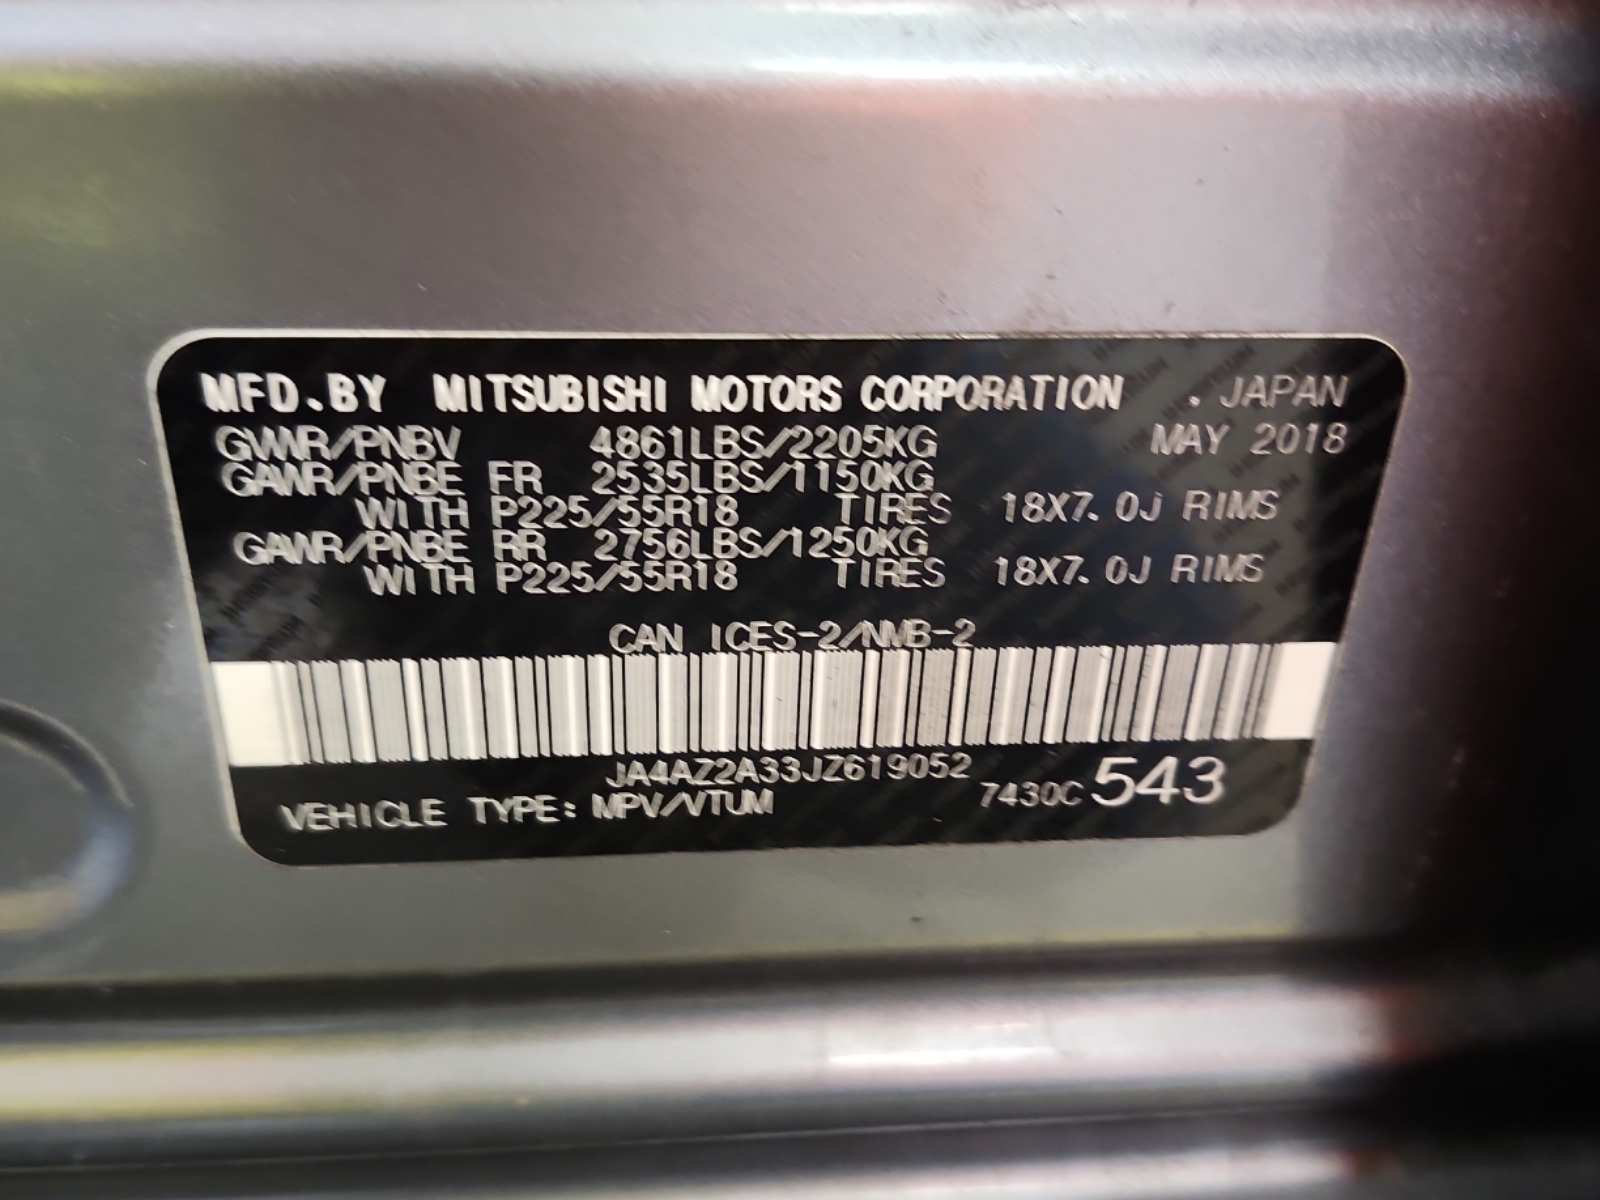 MFD.BY MITSUBISHI MOTORS CORPORATION . JAPAN
GVWR/PNBV 4861LBS/2205KG MAY 2018
GAWR/PNBE FR 2535LBS/1150KG
WITH P225/55R18 TIRES 18X7.0J RIMS
GAWR/PNBE RR 2756LBS/1250KG
WITH P225/55R18 TIRES 18X7.0J RIMS
CAN ICES-2/NMB-2
JA4AZ2A33JZ619052
VEHICLE TYPE: MPV/VTUM 7430C 543